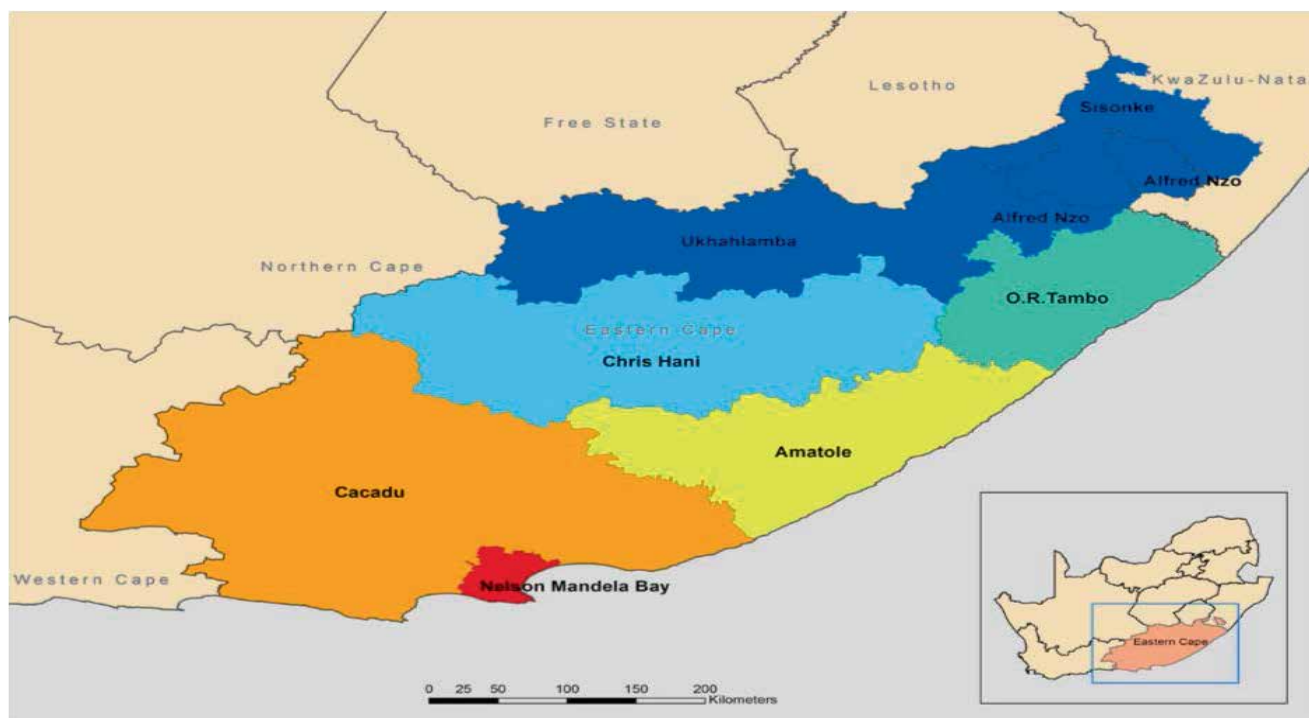 Lesotho
KwaZulu-Nata
Sisonke
Free State
Alfred Nzo
Alfred Nzo
Ukhahlamba
Northern Cape
O.R.Tambo
Eastern Cape
Chris Hani
Amatole
Cacadu
Western Cape
Nelson Mandela Bay
Eastern Cape
0 25 50 100 150 200
Kilometers